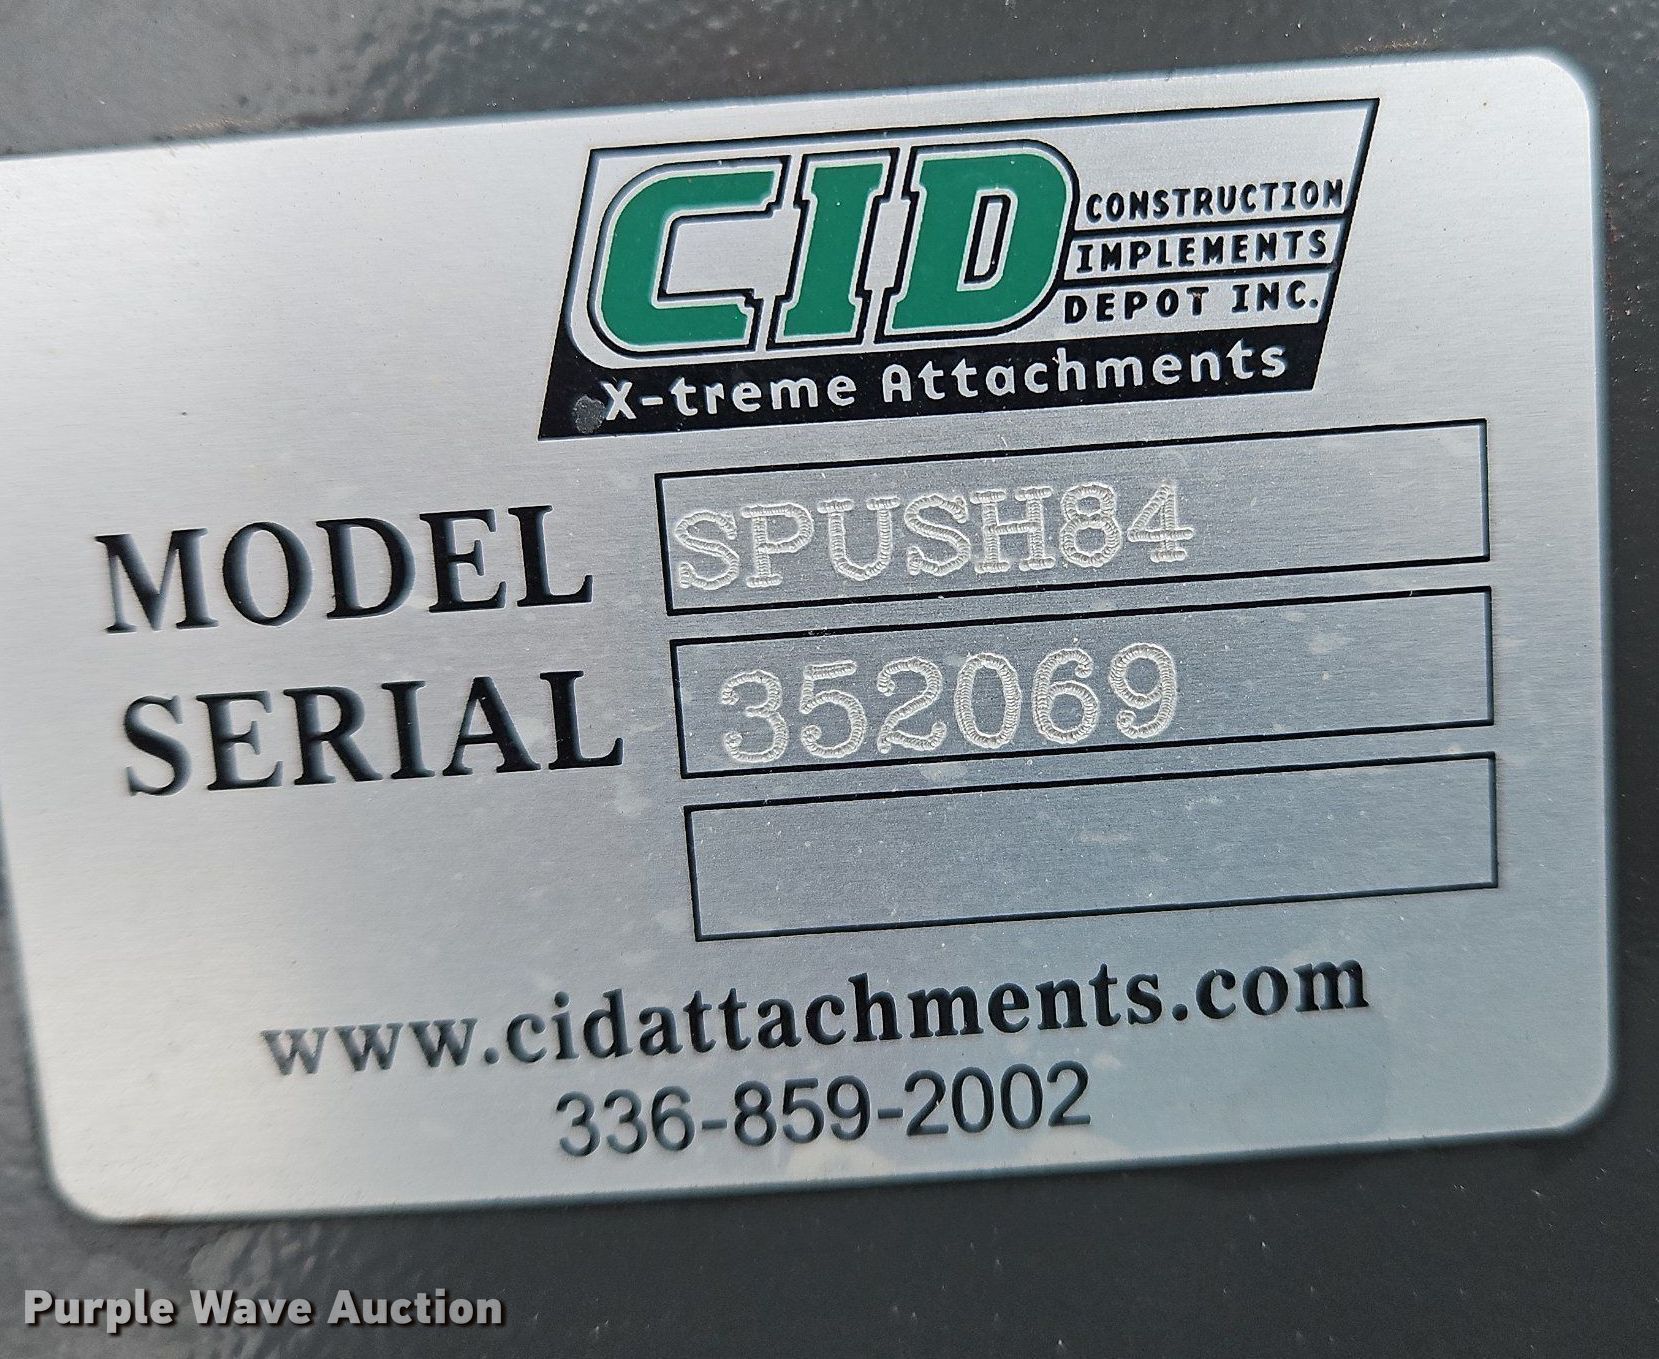 CID
CONSTRUCTION
IMPLEMENTS
DEPOT INC.
X-treme Attachments
MODEL SPUSH84
SERIAL 352069
www.cidattachments.com
336-859-2002
Purple Wave Auction